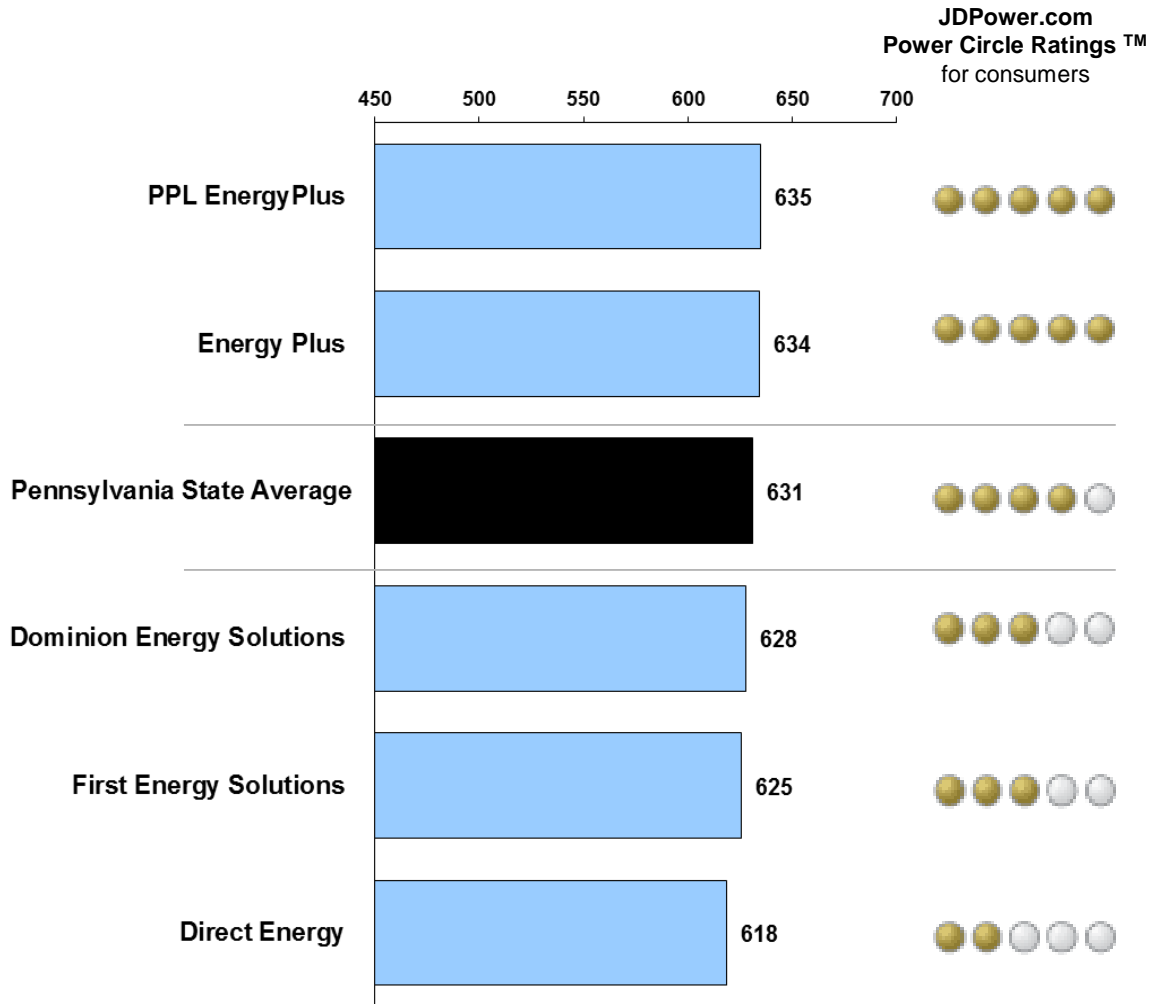 JDPower.com
Power Circle Ratings TM
for consumers
450 500 550 600 650 700
PPL EnergyPlus 635
Energy Plus 634
Pennsylvania State Average 631
Dominion Energy Solutions 628
First Energy Solutions 625
Direct Energy 618